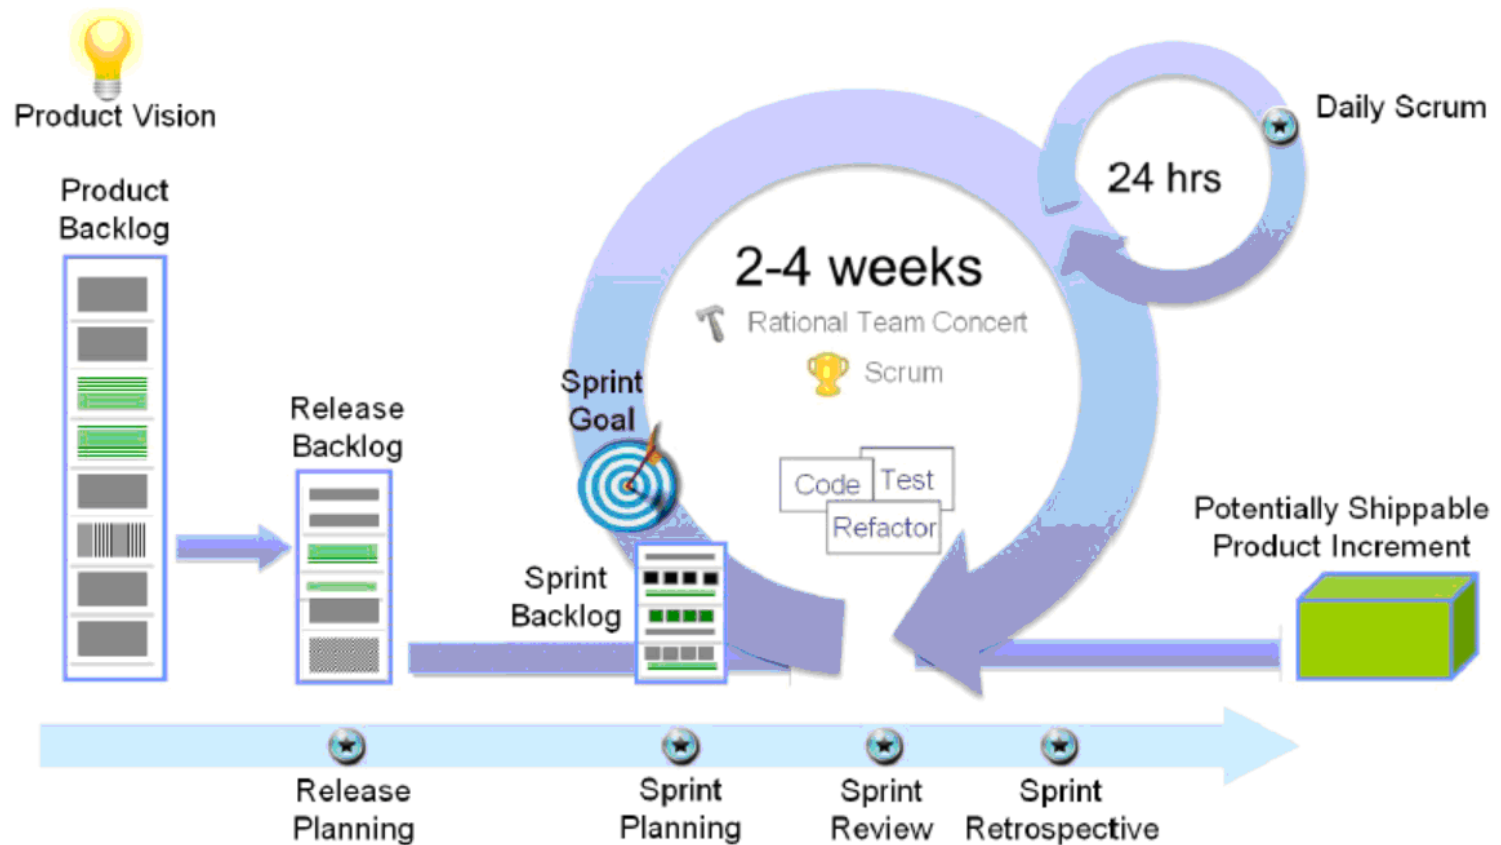 Product Vision
Product
Backlog
Release
Backlog
Sprint
Goal
Sprint
Backlog
2-4 weeks
Rational Team Concert
Scrum
Code
Test
Refactor
24 hrs
Daily Scrum
Potentially Shippable
Product Increment
Release
Planning
Sprint
Planning
Sprint
Review
Sprint
Retrospective